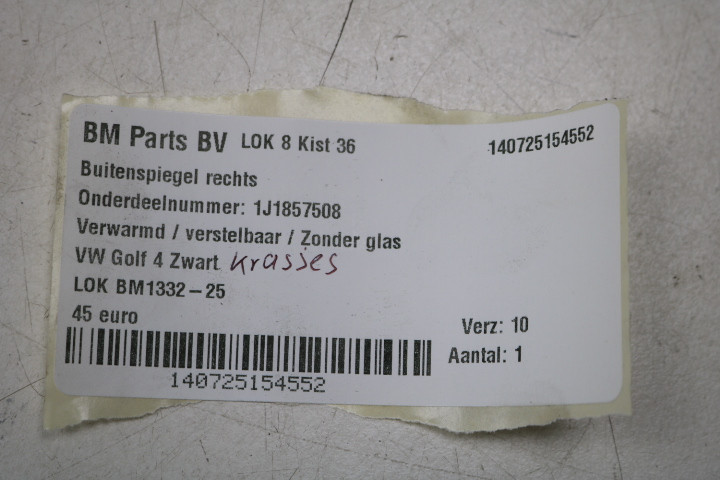 BM Parts BV LOK 8 Kist 36
140725154552
Buitenspiegel rechts
Onderdeelnummer: 1J1857508
Verwarmd / verstelbaar / Zonder glas
VW Golf 4 Zwart krasses
LOK BM1332-25
45 euro
Verz: 10
Aantal: 1
140725154552